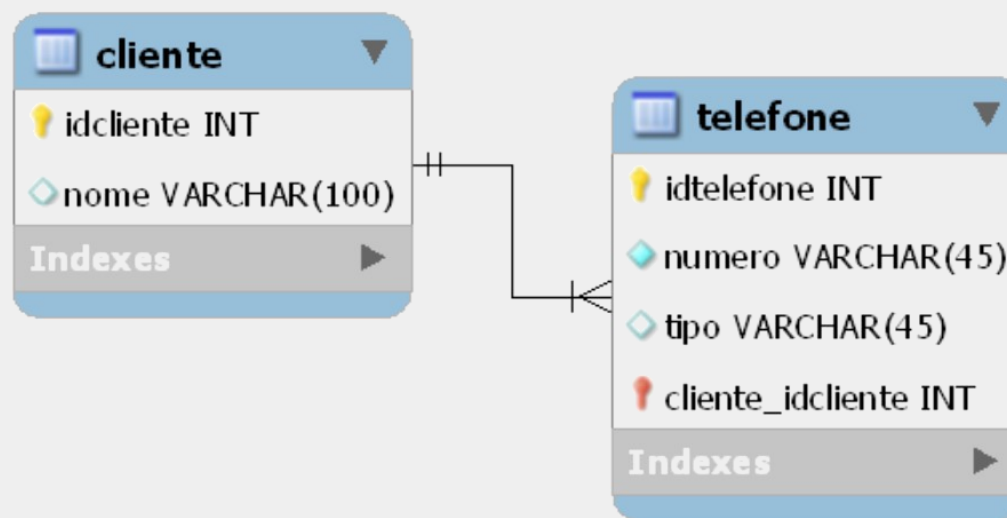 cliente
idcliente INT
nome VARCHAR(100)
Indexes
telefone
idtelefone INT
numero VARCHAR(45)
tipo VARCHAR(45)
cliente_idcliente INT
Indexes